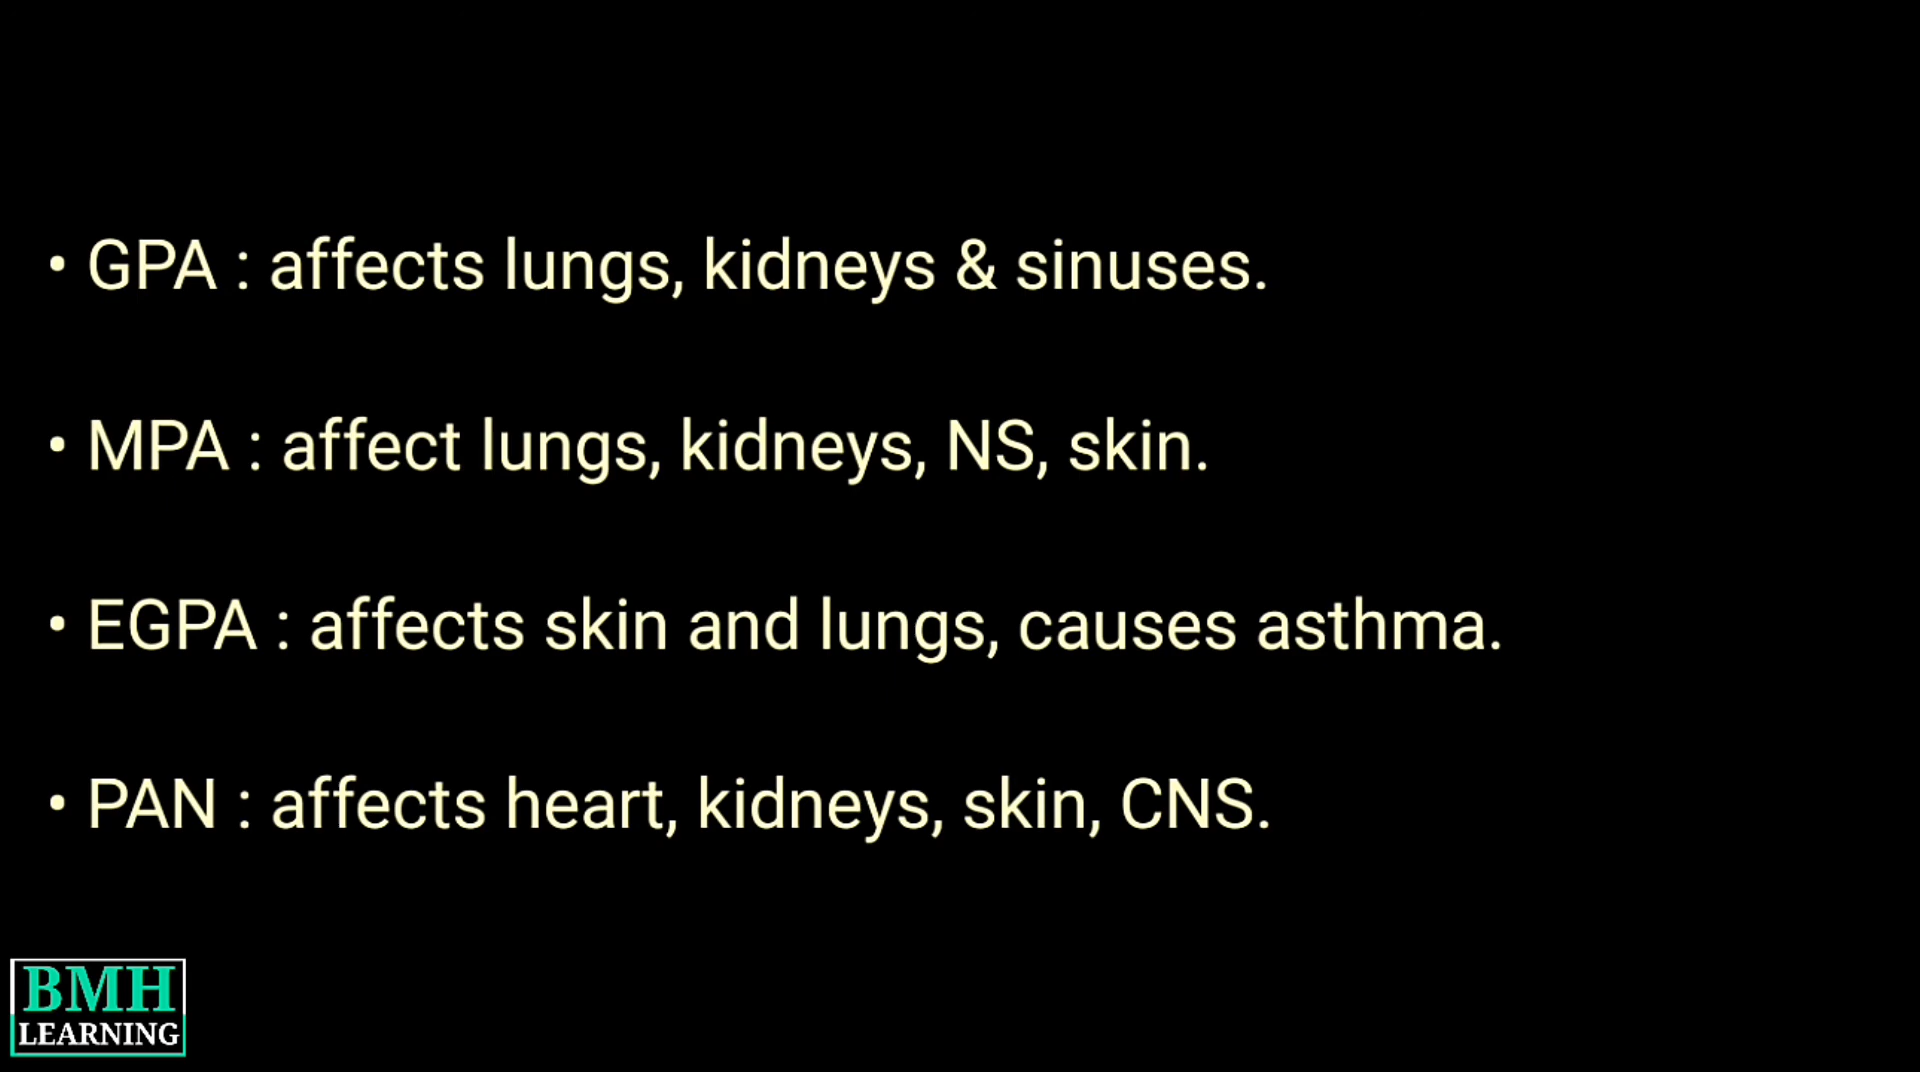 • GPA : affects lungs, kidneys & sinuses.
• MPA : affect lungs, kidneys, NS, skin.
• EGPA : affects skin and lungs, causes asthma.
• PAN : affects heart, kidneys, skin, CNS.
BMH
LEARNING